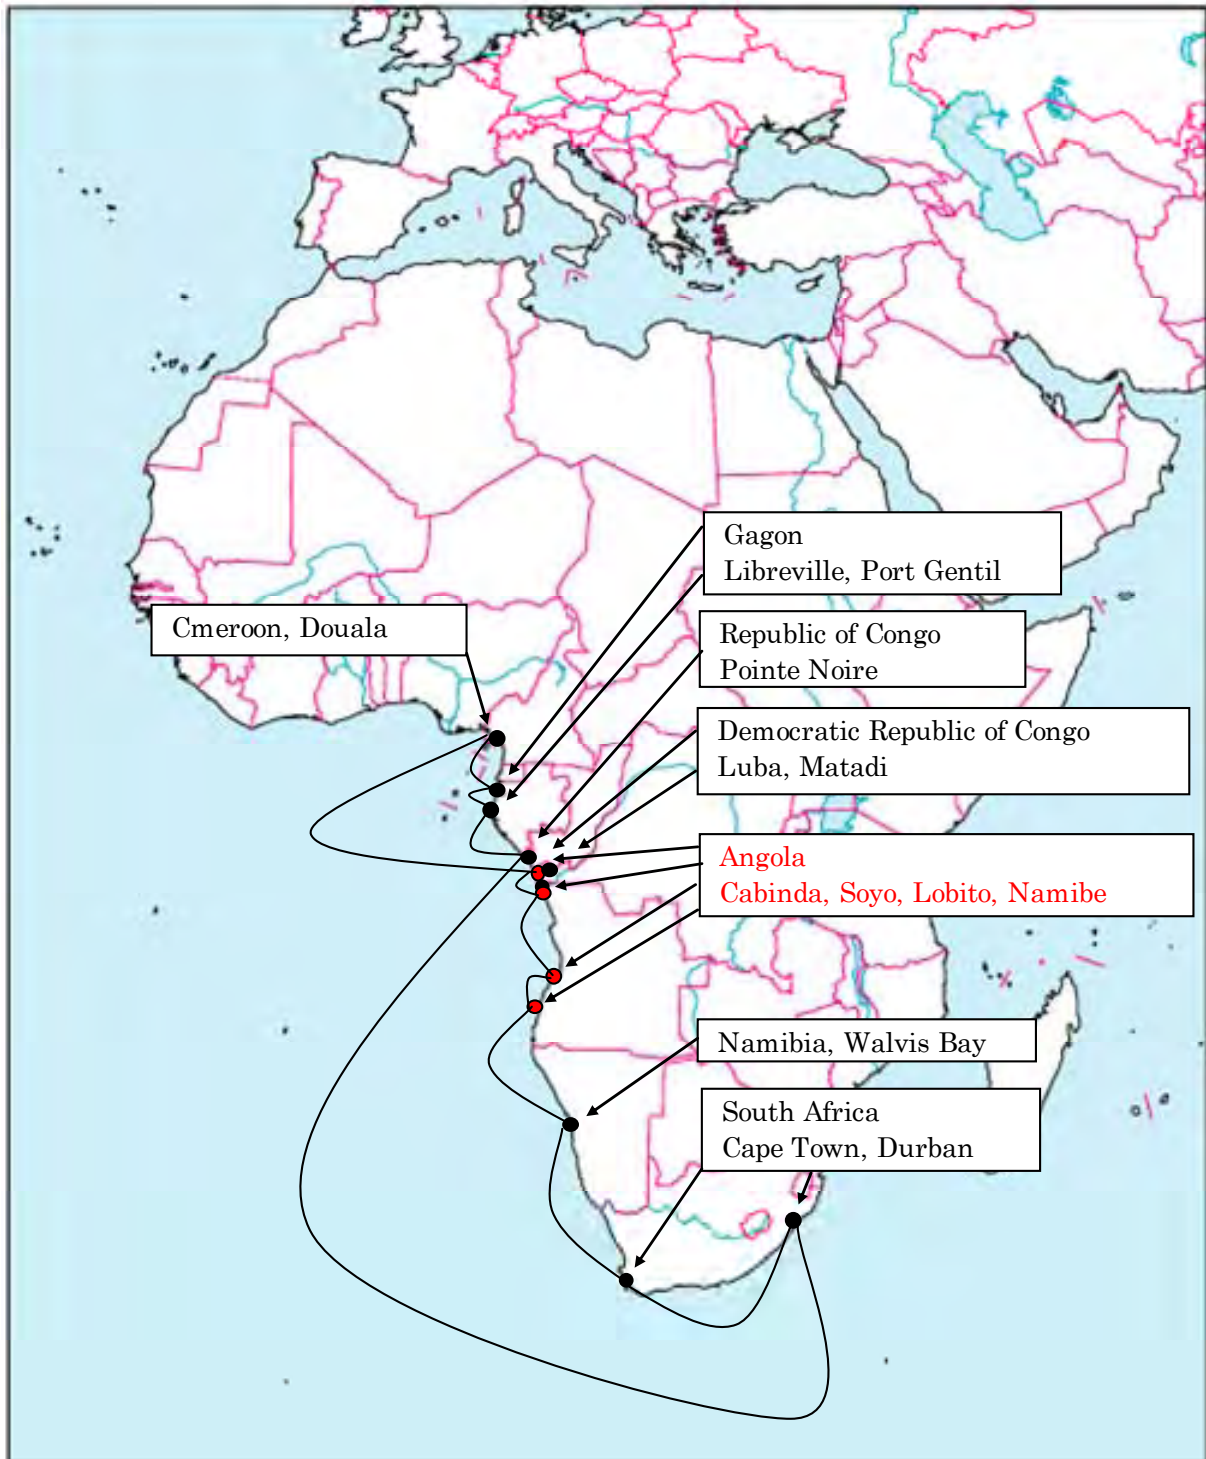 Gagon
Libreville, Port Gentil
Cmeroon, Douala
Republic of Congo
Pointe Noire
Democratic Republic of Congo
Luba, Matadi
Angola
Cabinda, Soyo, Lobito, Namibe
Namibia, Walvis Bay
South Africa
Cape Town, Durban